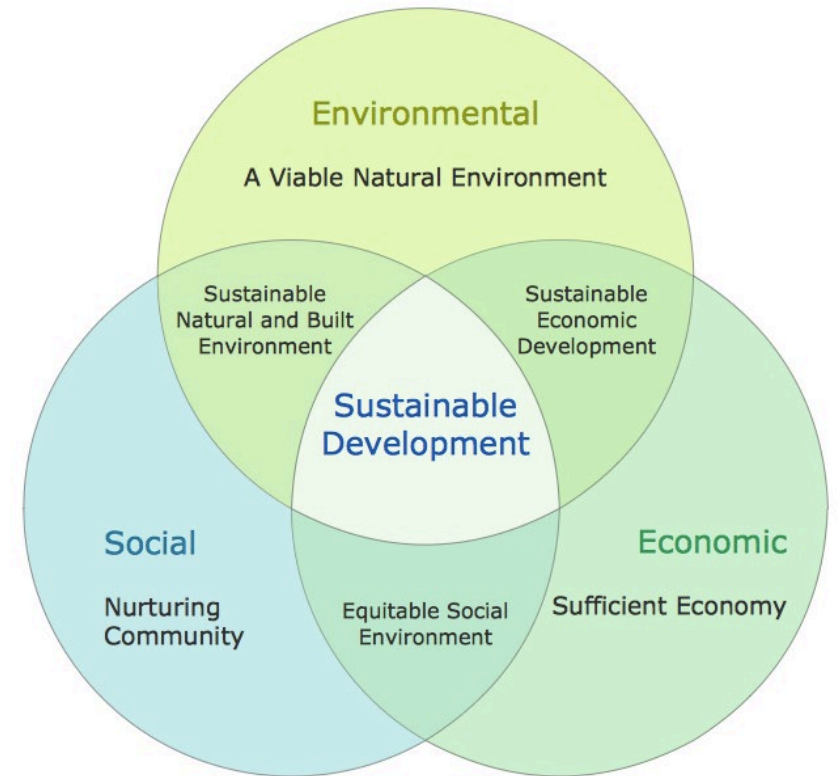 Environmental
A Viable Natural Environment
Sustainable
Natural and Built
Environment
Sustainable
Economic
Development
Sustainable
Development
Social
Nurturing
Community
Economic
Sufficient Economy
Equitable Social
Environment